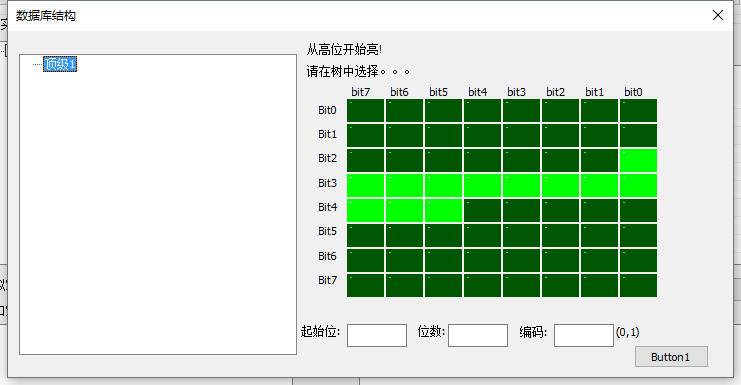 数据库结构
顶级1
从高位开始亮!
请在树中选择。。。
bit7 bit6 bit5 bit4 bit3 bit2 bit1 bit0
Bit0
Bit1
Bit2
Bit3
Bit4
Bit5
Bit6
Bit7
起始位: 位数: 编码: (0,1)
Button1